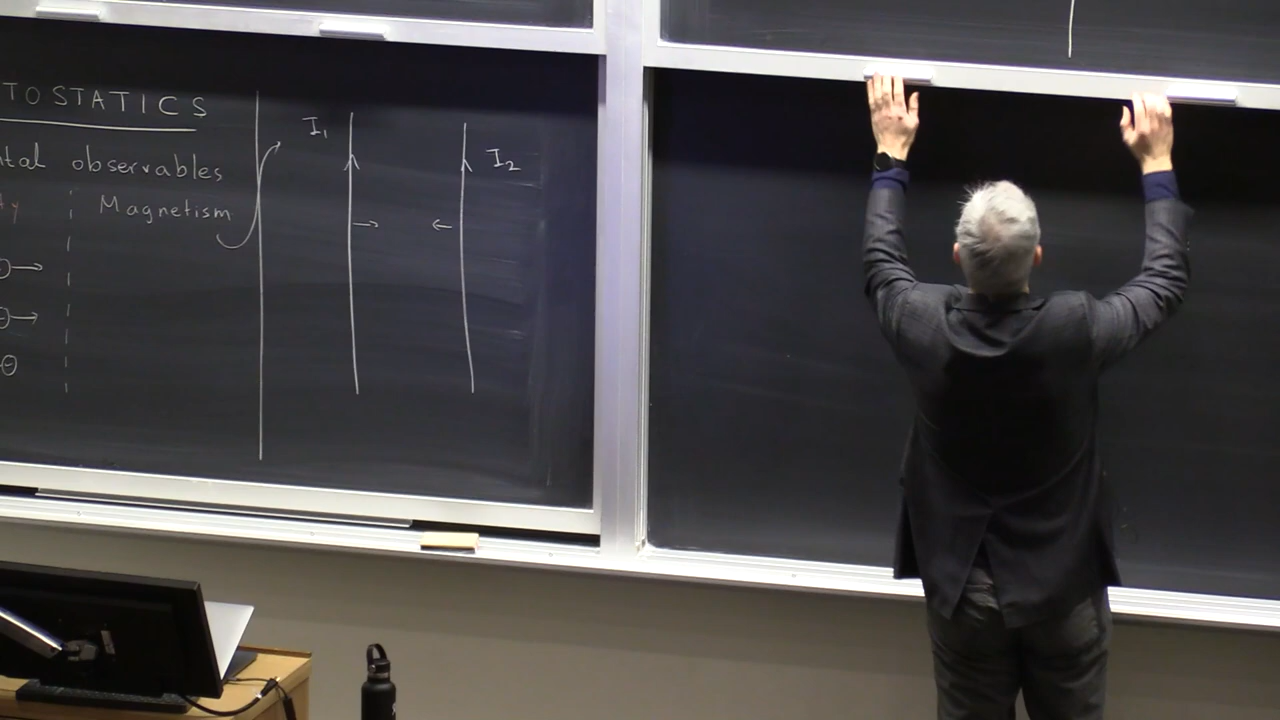 TOSTATICS
tal observables
Magnetism
I₁
I₂